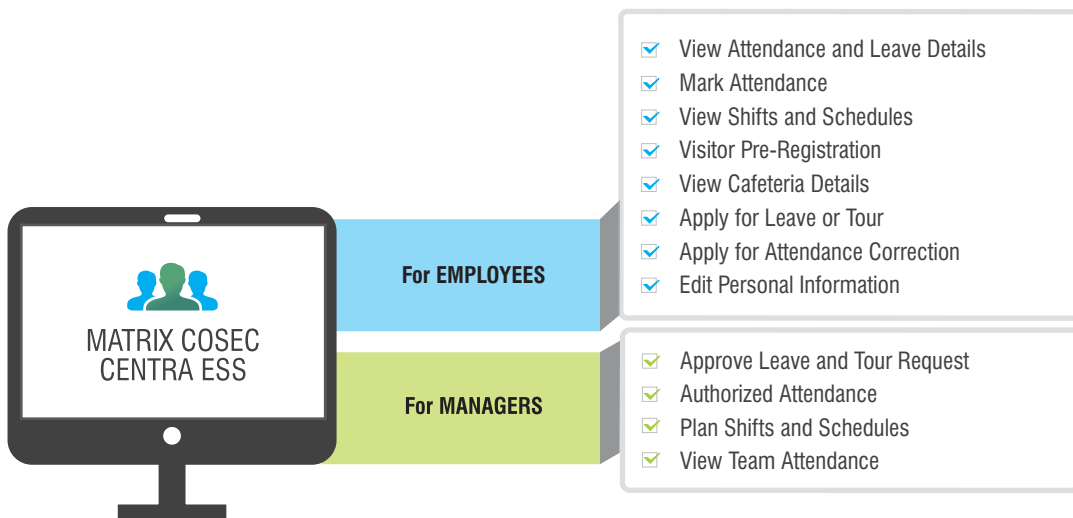 MATRIX COSEC
CENTRA ESS
For EMPLOYEES
View Attendance and Leave Details
Mark Attendance
View Shifts and Schedules
Visitor Pre-Registration
View Cafeteria Details
Apply for Leave or Tour
Apply for Attendance Correction
Edit Personal Information
For MANAGERS
Approve Leave and Tour Request
Authorized Attendance
Plan Shifts and Schedules
View Team Attendance